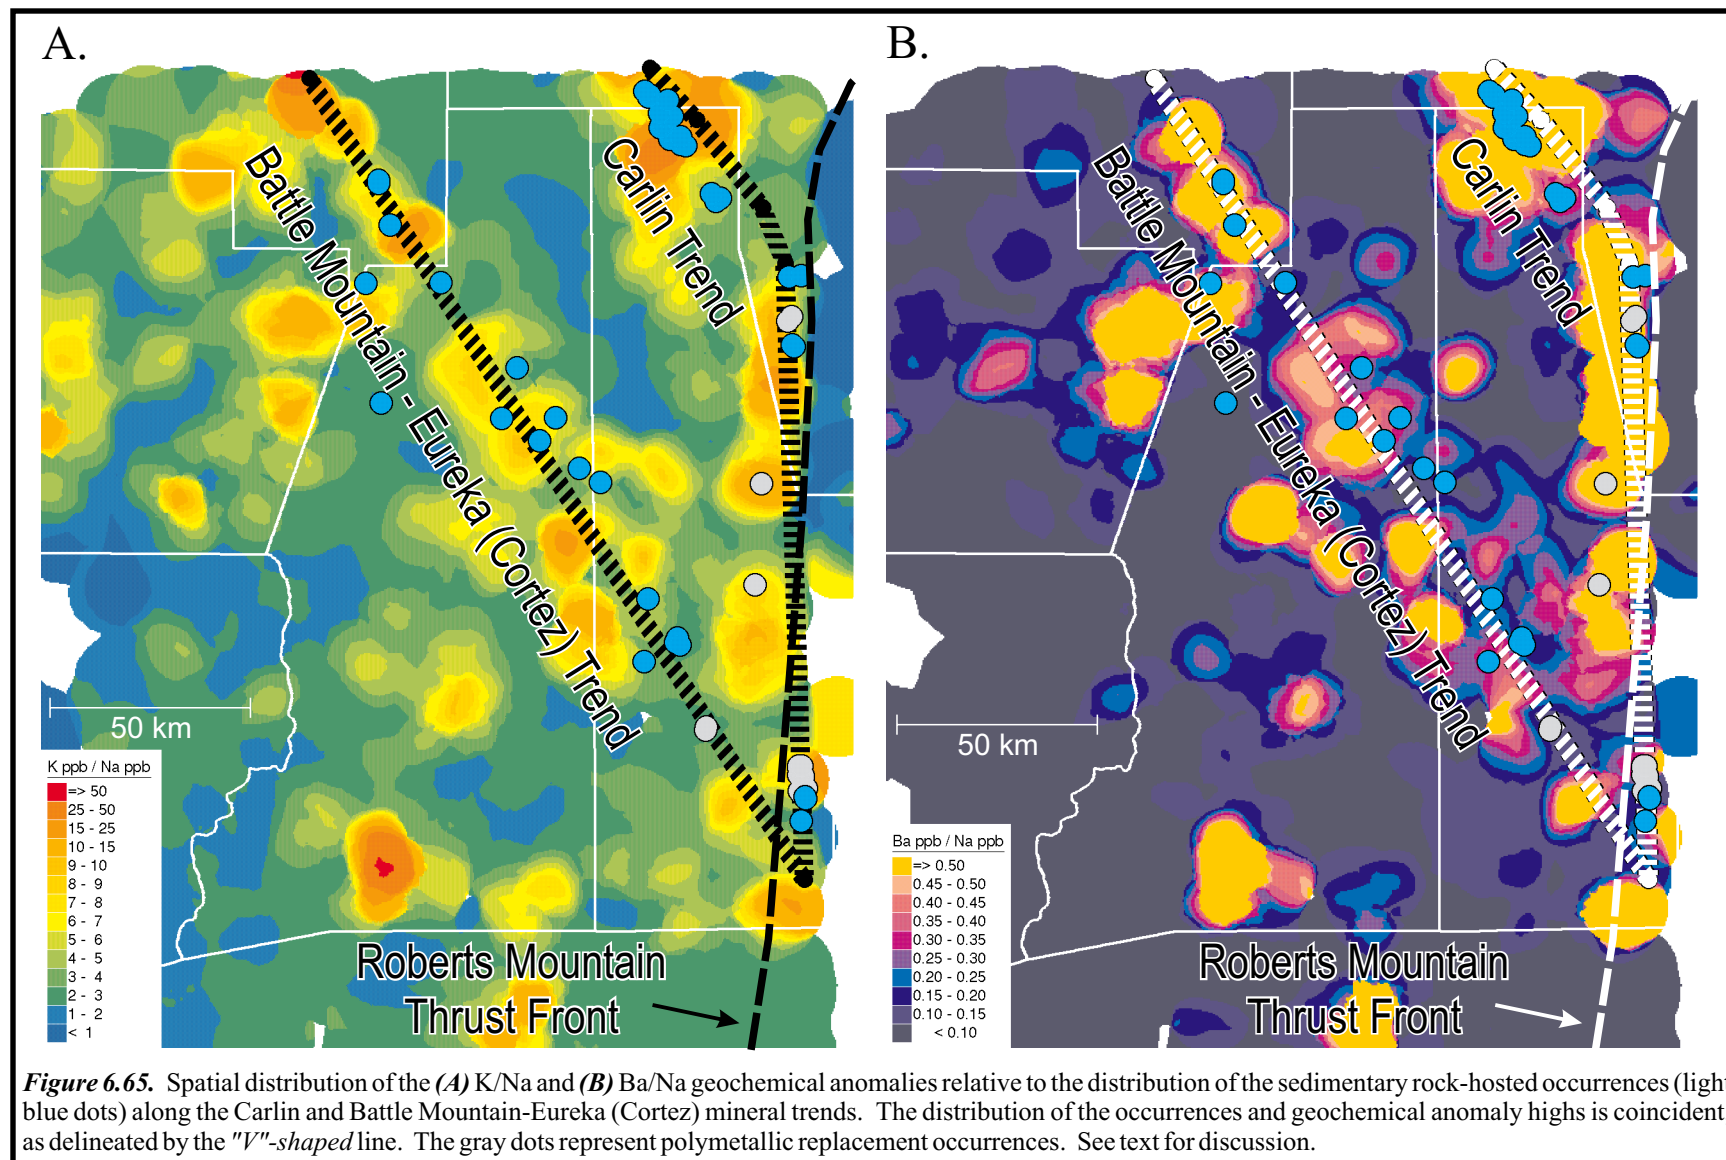 A.
Battle Mountain - Eureka (Cortez) Trend
Carlin Trend
50 km
K ppb / Na ppb
=> 50
25 - 50
15 - 25
10 - 15
9 - 10
8 - 9
7 - 8
6 - 7
5 - 6
4 - 5
3 - 4
2 - 3
1 - 2
< 1
Roberts Mountain
Thrust Front
B.
Battle Mountain - Eureka (Cortez) Trend
Carlin Trend
50 km
Ba ppb / Na ppb
=> 0.50
0.45 - 0.50
0.40 - 0.45
0.35 - 0.40
0.30 - 0.35
0.25 - 0.30
0.20 - 0.25
0.15 - 0.20
0.10 - 0.15
< 0.10
Roberts Mountain
Thrust Front
Figure 6.65. Spatial distribution of the (A) K/Na and (B) Ba/Na geochemical anomalies relative to the distribution of the sedimentary rock-hosted occurrences (light
blue dots) along the Carlin and Battle Mountain-Eureka (Cortez) mineral trends. The distribution of the occurrences and geochemical anomaly highs is coincident
as delineated by the "V"-shaped line. The gray dots represent polymetallic replacement occurrences. See text for discussion.